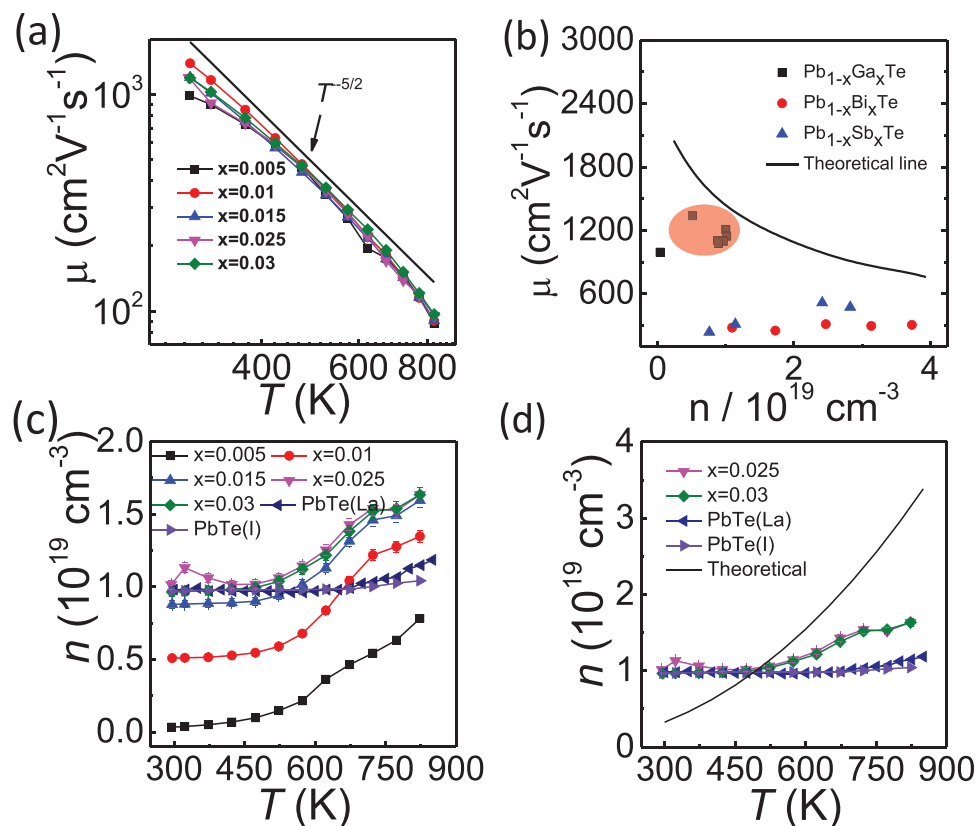 (a)
μ (cm²V⁻¹s⁻¹)
10³
10²
T⁻⁵/²
x=0.005
x=0.01
x=0.015
x=0.025
x=0.03
400 600 800
T (K)
(b)
μ (cm²V⁻¹s⁻¹)
3000
2400
1800
1200
600
Pb₁₋ₓGaₓTe
Pb₁₋ₓBiₓTe
Pb₁₋ₓSbₓTe
Theoretical line
0 2 4
n / 10¹⁹ cm⁻³
(c)
n (10¹⁹ cm⁻³)
2.0
1.5
1.0
0.5
0.0
x=0.005 x=0.01
x=0.015 x=0.025
x=0.03 PbTe(La)
PbTe(I)
300 450 600 750 900
T (K)
(d)
n (10¹⁹ cm⁻³)
4
3
2
1
0
x=0.025
x=0.03
PbTe(La)
PbTe(I)
Theoretical
300 450 600 750 900
T (K)